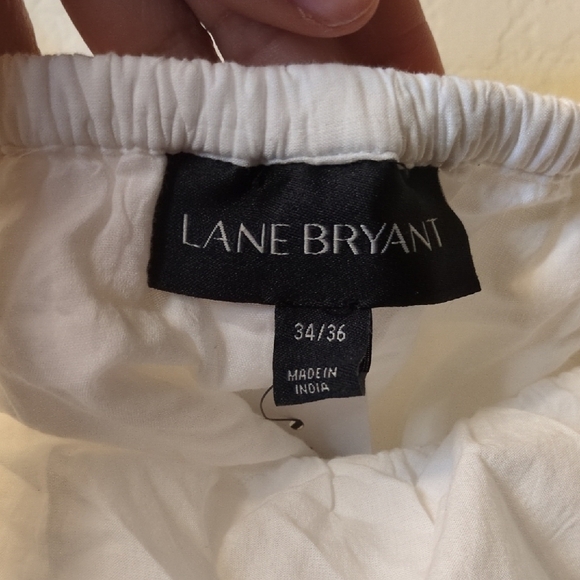 LANE BRYANT
34/36
MADE IN
INDIA